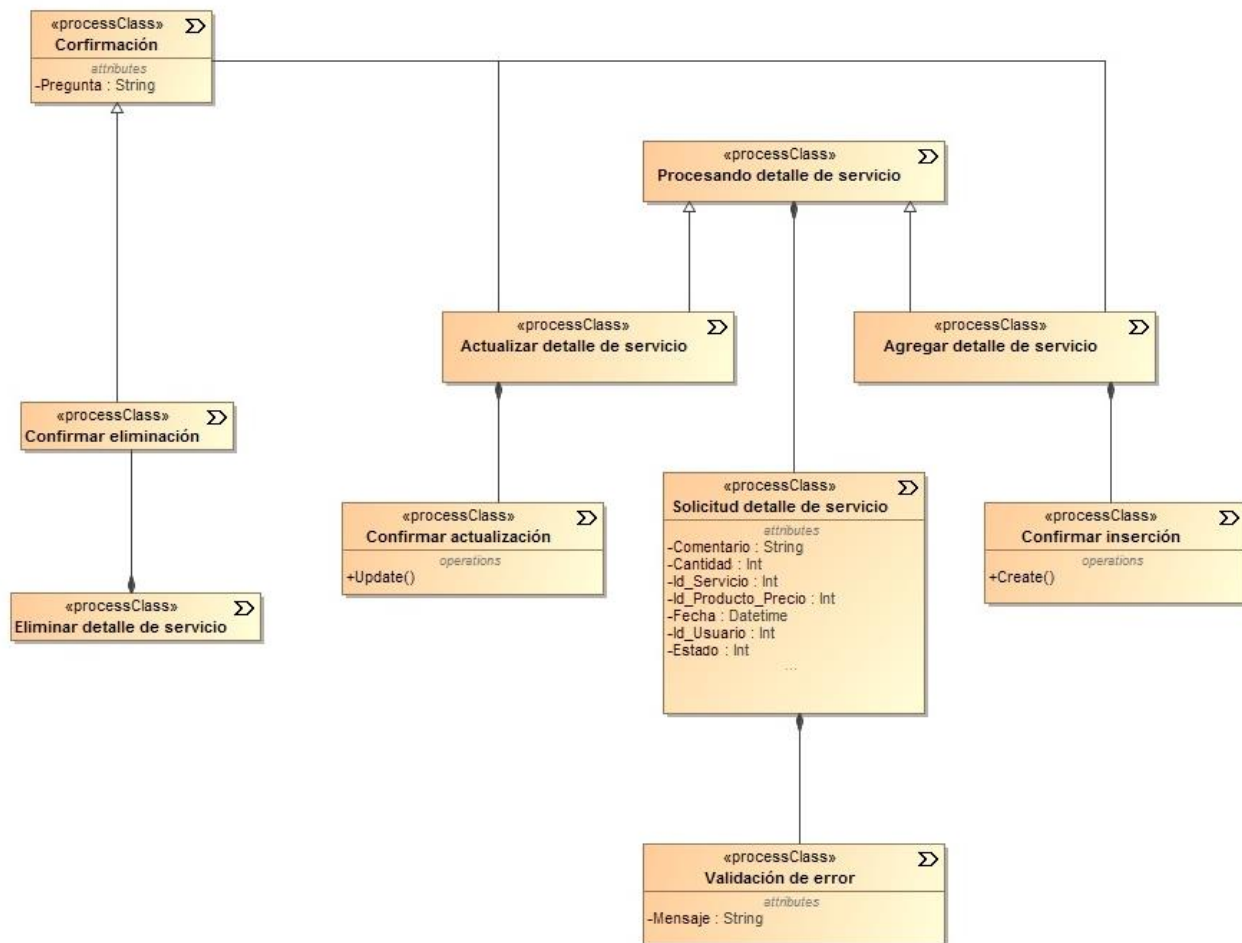 «processClass»
Corfirmación
attributes
-Pregunta : String
«processClass»
Procesando detalle de servicio
«processClass»
Actualizar detalle de servicio
«processClass»
Agregar detalle de servicio
«processClass»
Confirmar eliminación
«processClass»
Confirmar actualización
operations
+Update()
«processClass»
Solicitud detalle de servicio
attributes
-Comentario : String
-Cantidad : Int
-Id_Servicio : Int
-Id_Producto_Precio : Int
-Fecha : Datetime
-Id_Usuario : Int
-Estado : Int
...
«processClass»
Confirmar inserción
operations
+Create()
«processClass»
Eliminar detalle de servicio
«processClass»
Validación de error
attributes
-Mensaje : String